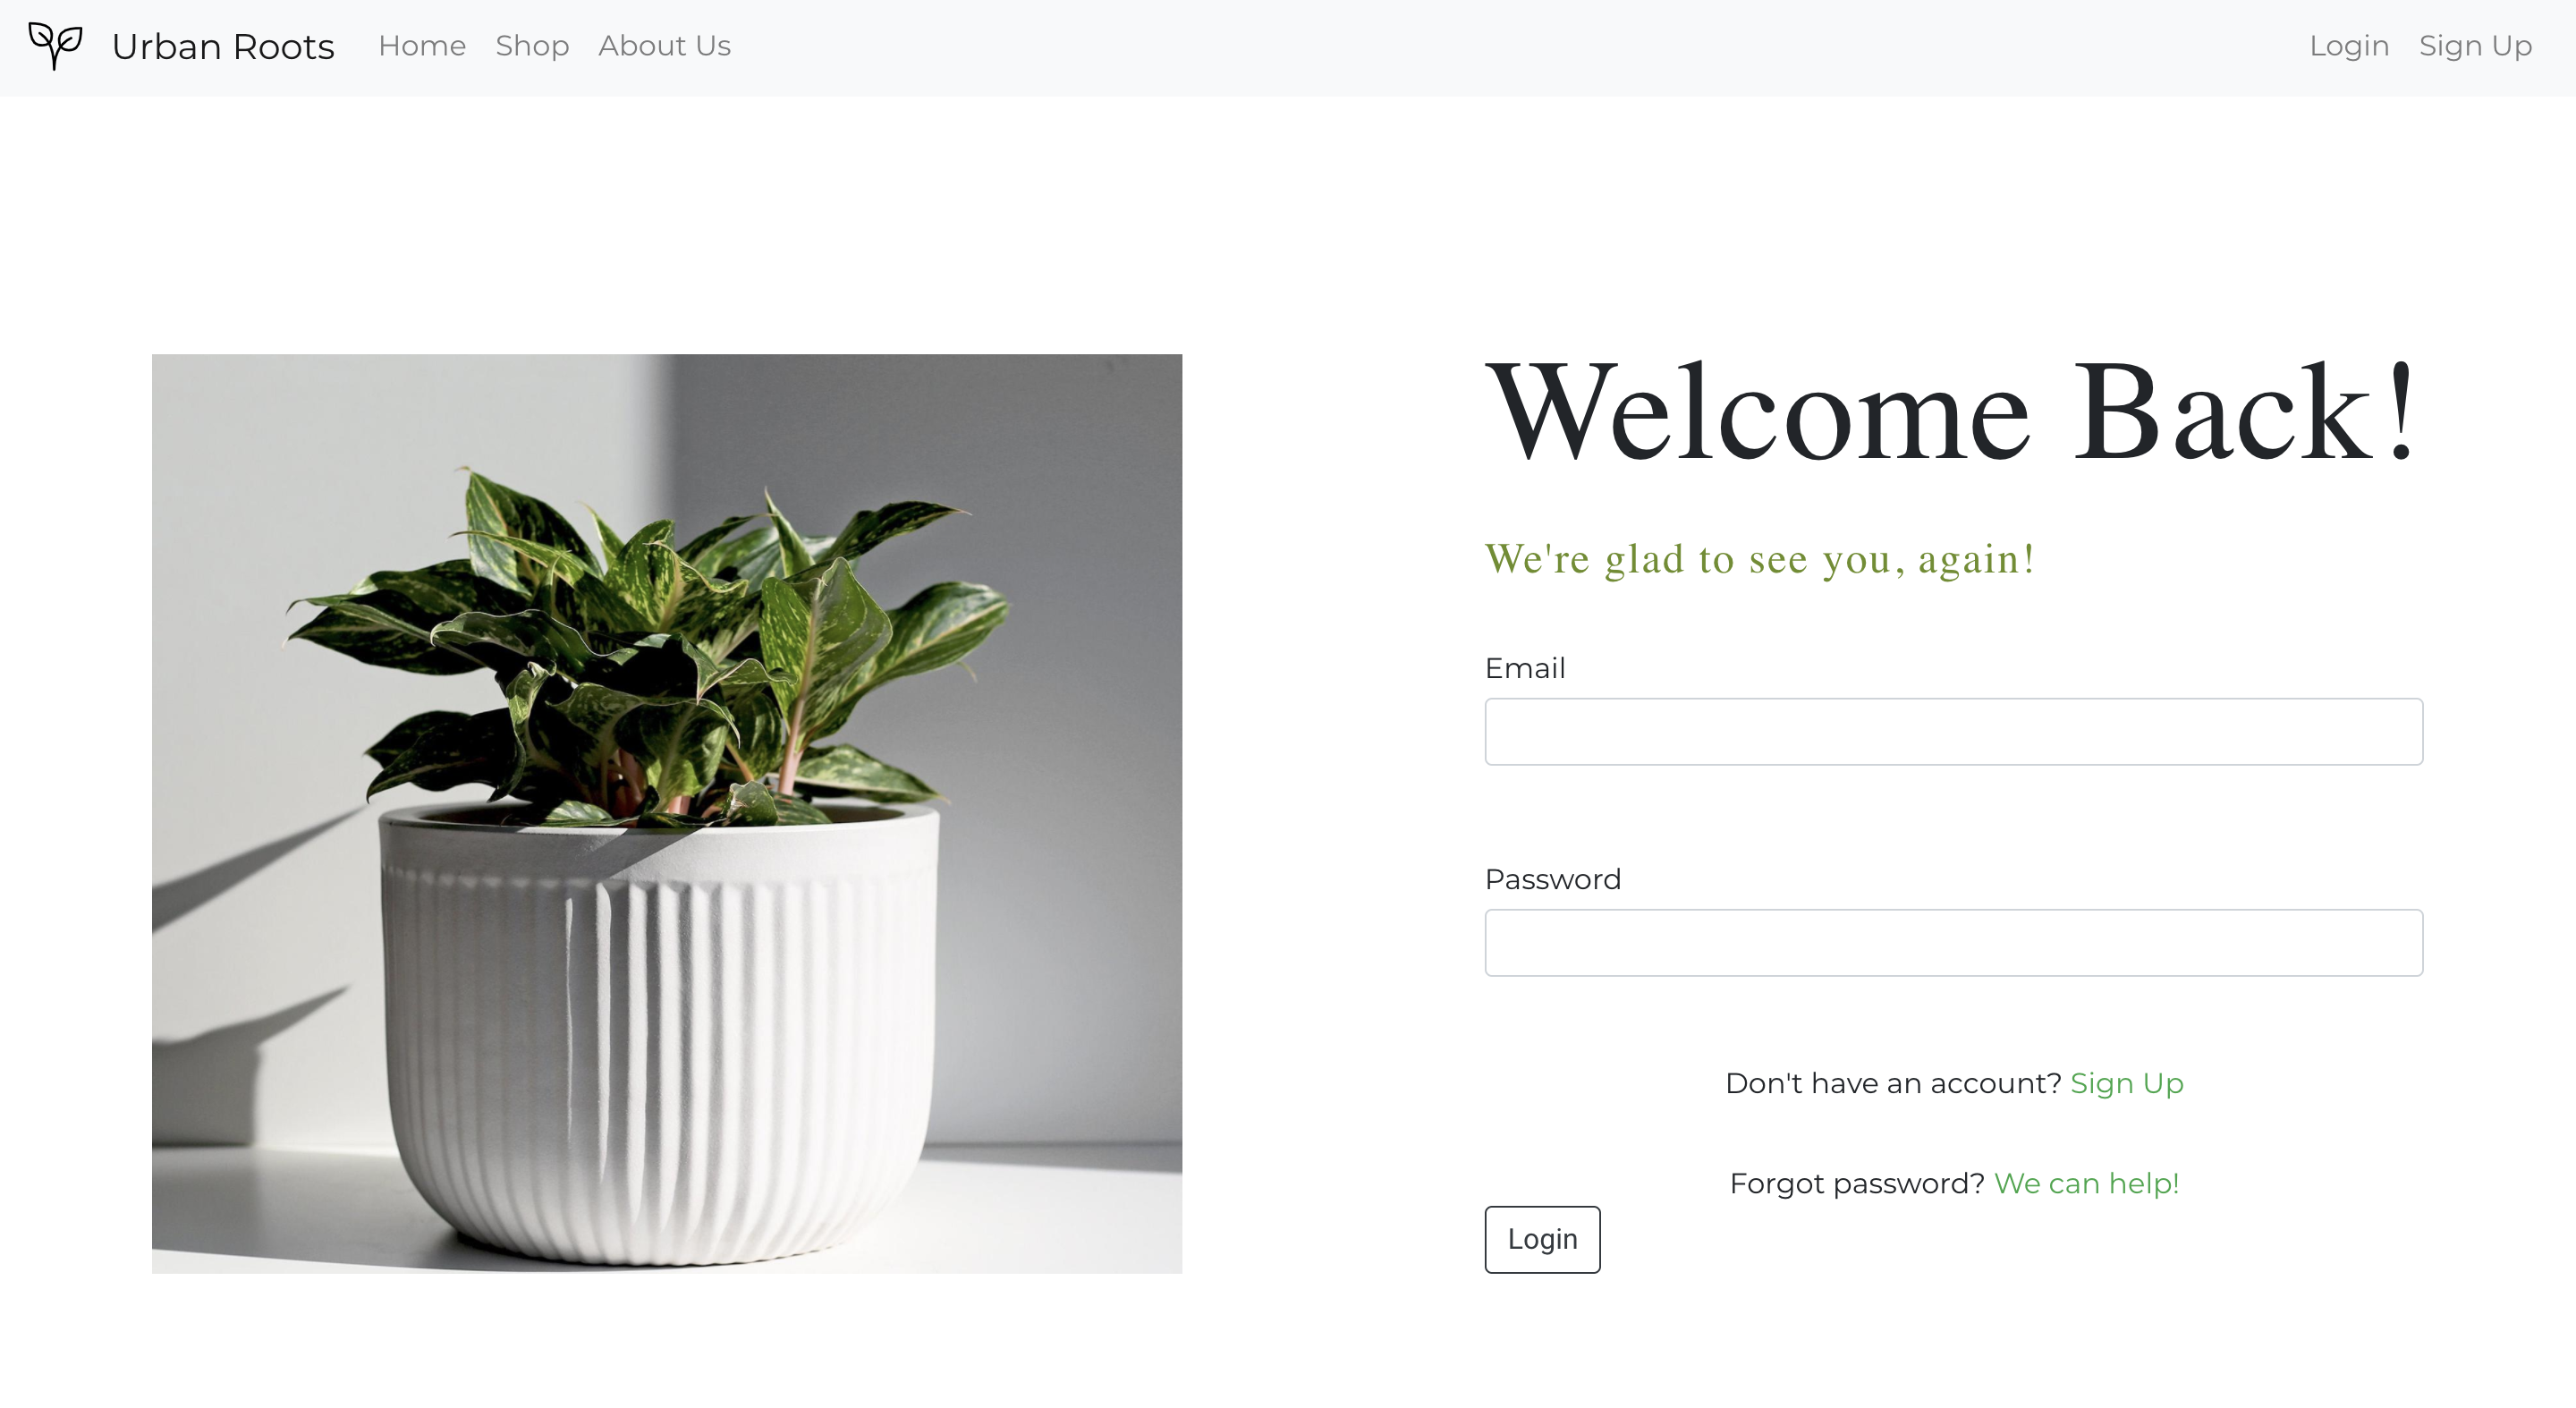 Urban Roots Home Shop About Us Login Sign Up
Welcome Back!
We're glad to see you, again!
Email
Password
Don't have an account? Sign Up
Forgot password? We can help!
Login